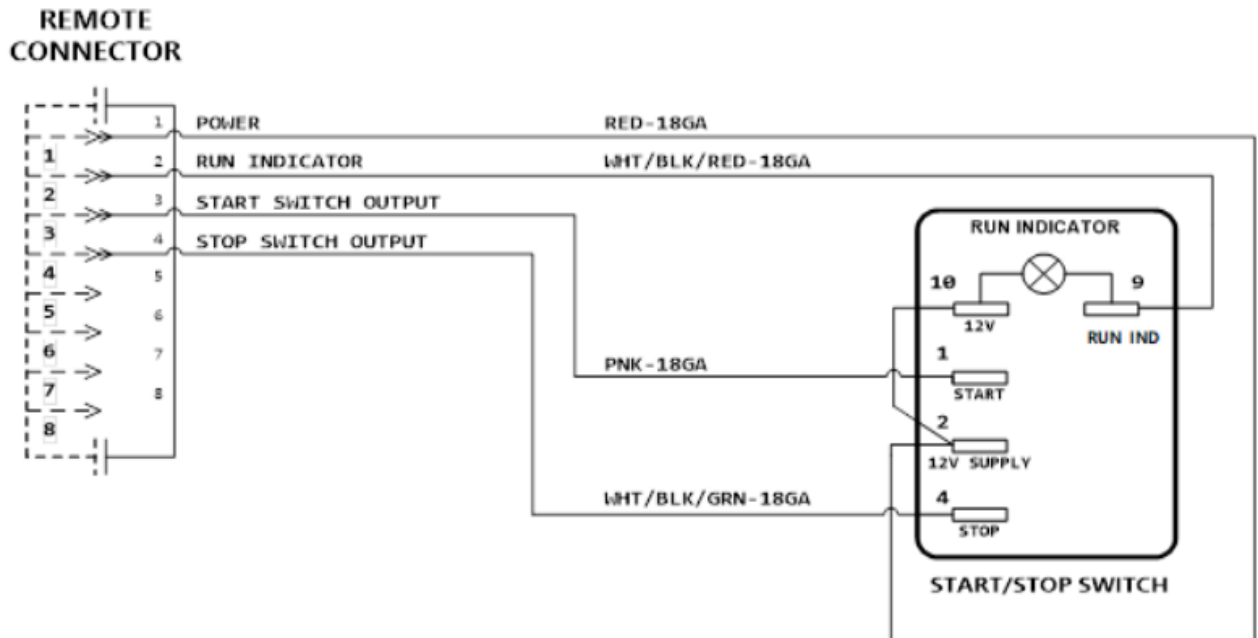 REMOTE
CONNECTOR
1 POWER RED-18GA
1
2 RUN INDICATOR WHT/BLK/RED-18GA
2
3 START SWITCH OUTPUT
3
4 STOP SWITCH OUTPUT
4
5
5
6
6
7
7
8
8
RUN INDICATOR
10 9
12V RUN IND
1
PNK-18GA
START
2
12V SUPPLY
WHT/BLK/GRN-18GA 4
STOP
START/STOP SWITCH